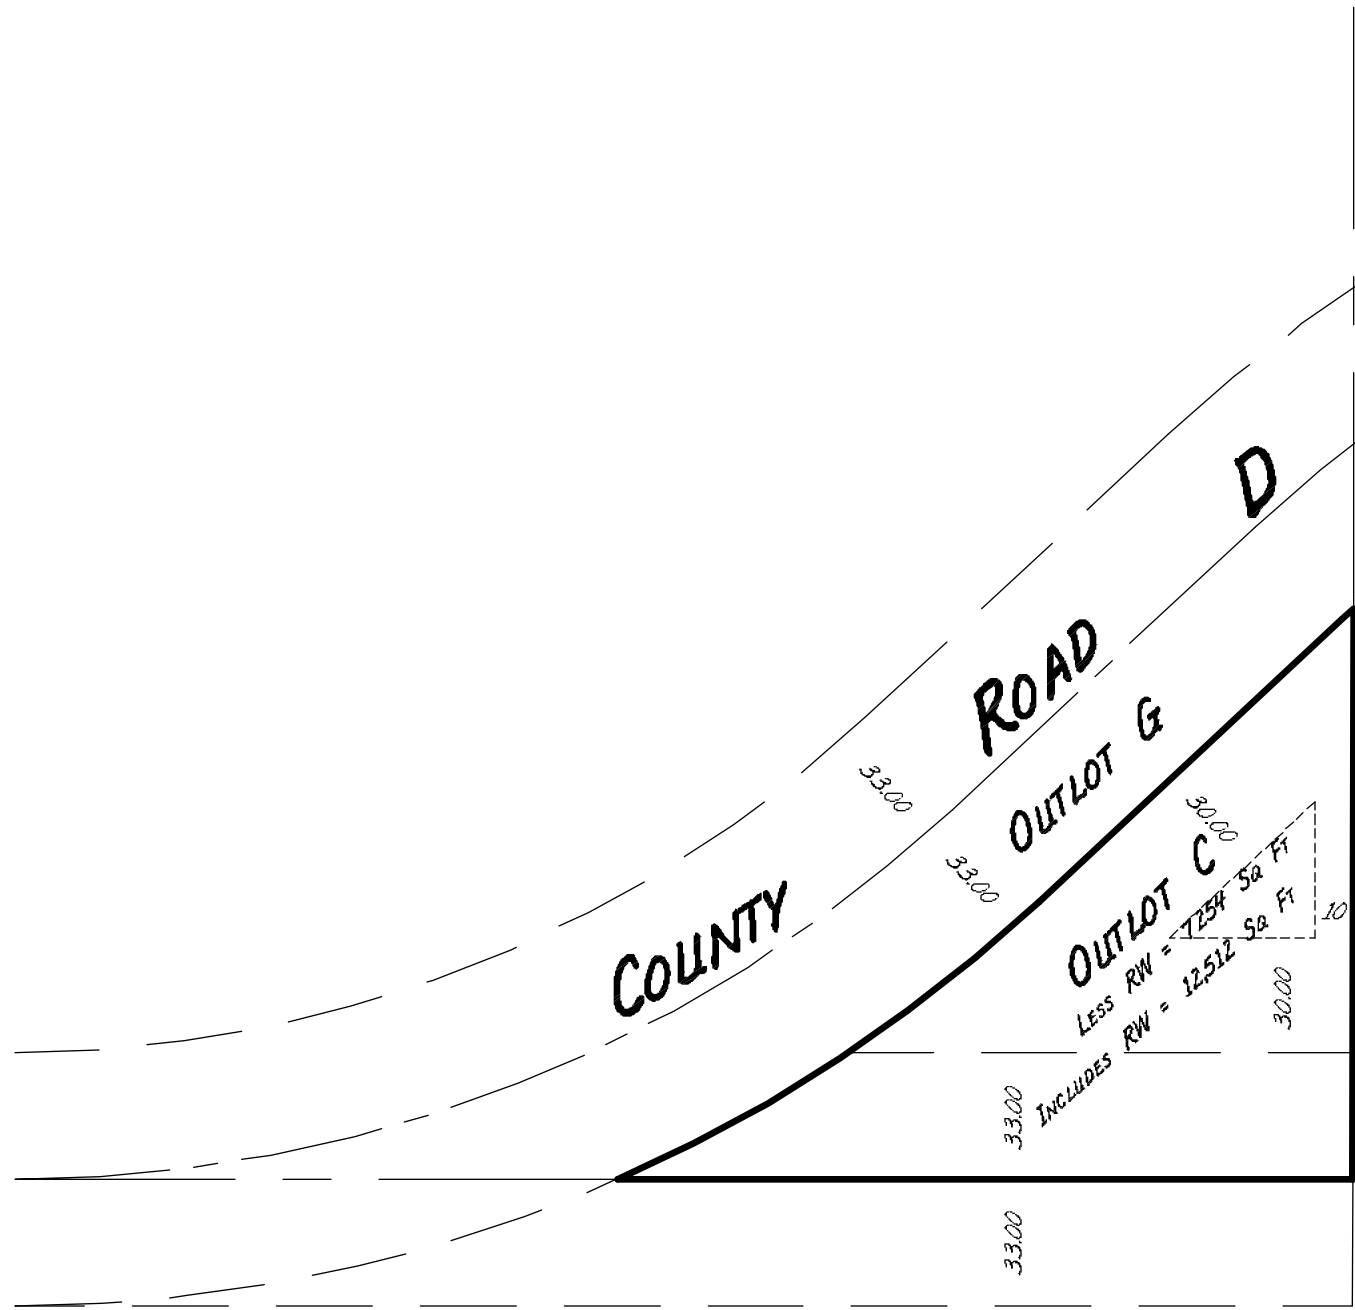 COUNTY ROAD D
33.00
OUTLOT G
33.00
30.00
OUTLOT C
LESS RW = 7254 SQ FT
INCLUDES RW = 12,512 SQ FT
10
30.00
33.00
33.00